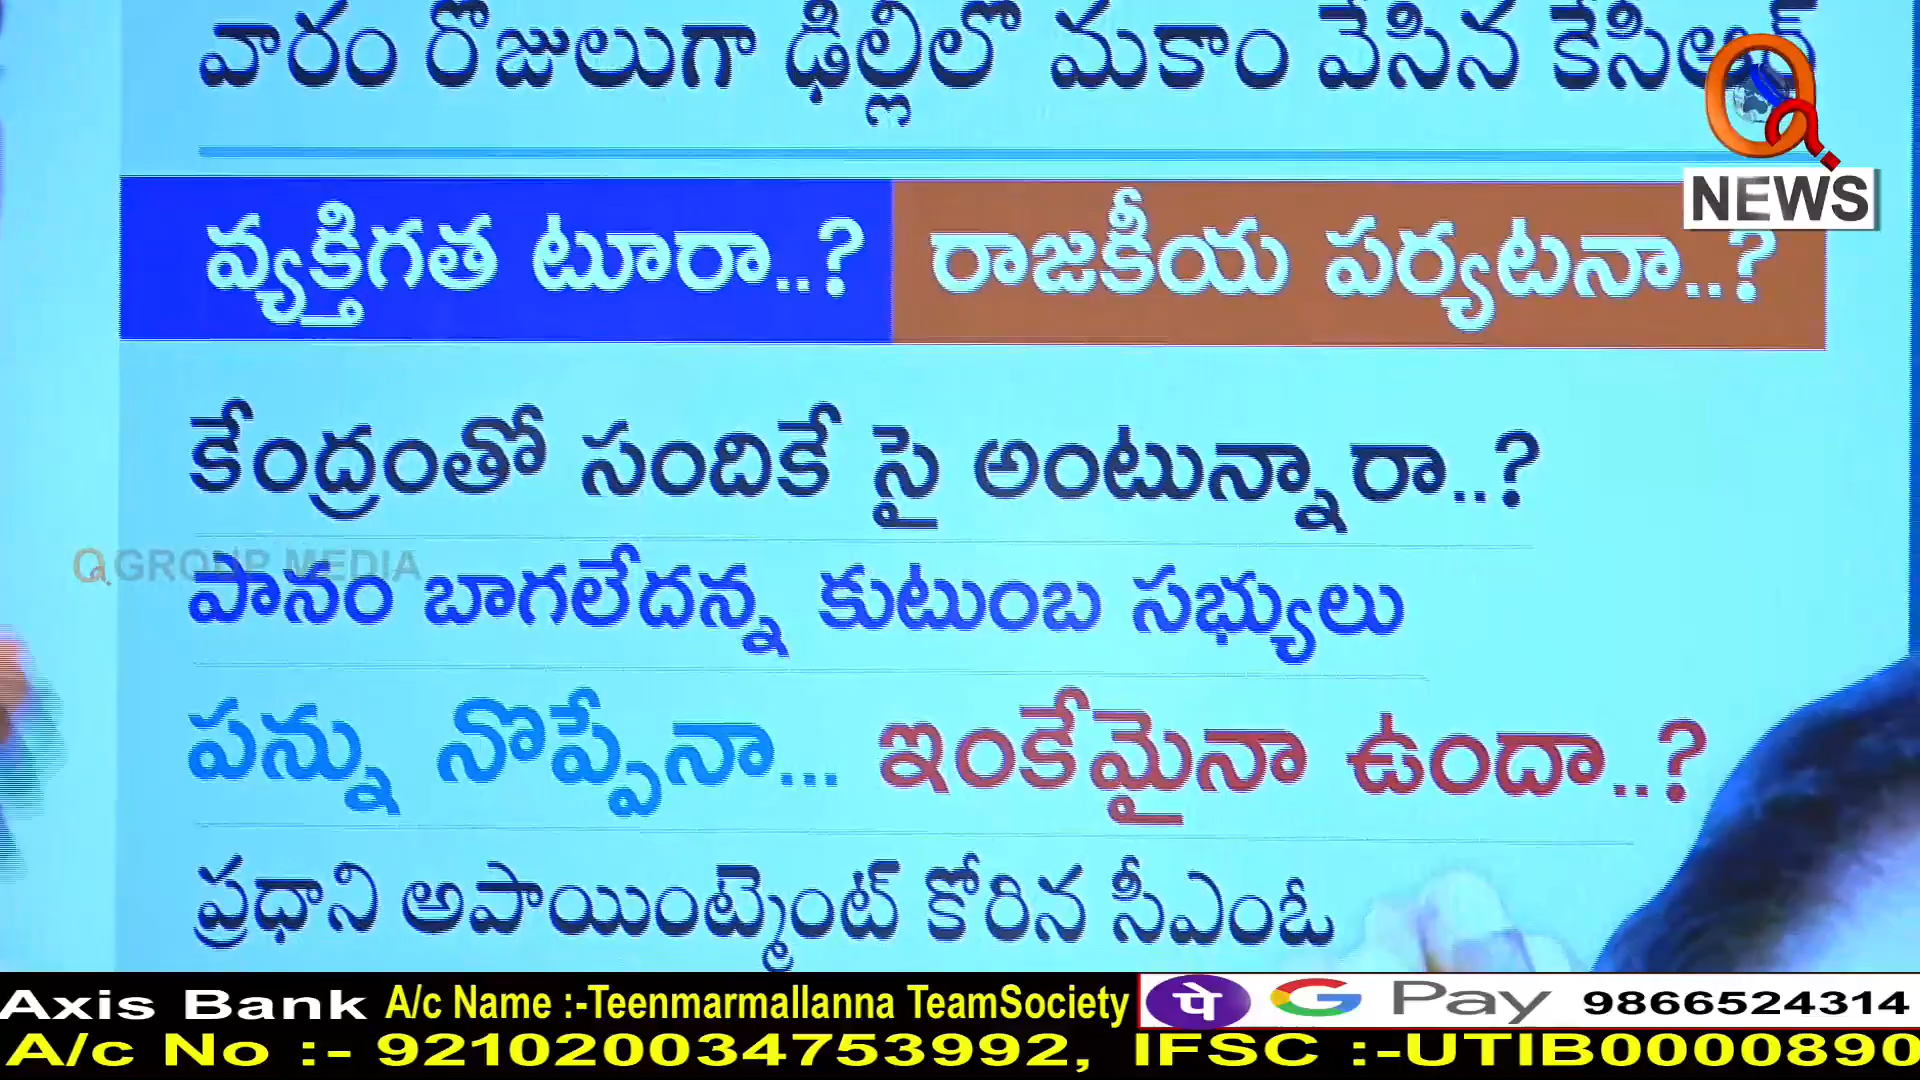 వారం రోజులుగా ఢిల్లీలో మకాం వేసిన కేసిఆర్
NEWS
వ్యక్తిగత టూరా..? రాజకీయ పర్యటనా..?
కేంద్రంతో సందికే సై అంటున్నారా..?
Q GROUP MEDIA
పానం బాగలేదన్న కుటుంబ సభ్యులు
పన్ను నొప్పేనా... ఇంకేమైనా ఉందా..?
ప్రధాని అపాయింట్మెంట్ కోరిన సీఎంఓ
Axis Bank A/c Name :-Teenmarmallanna TeamSociety पे G Pay 9866524314
A/c No :- 921020034753992, IFSC :-UTIB0000890